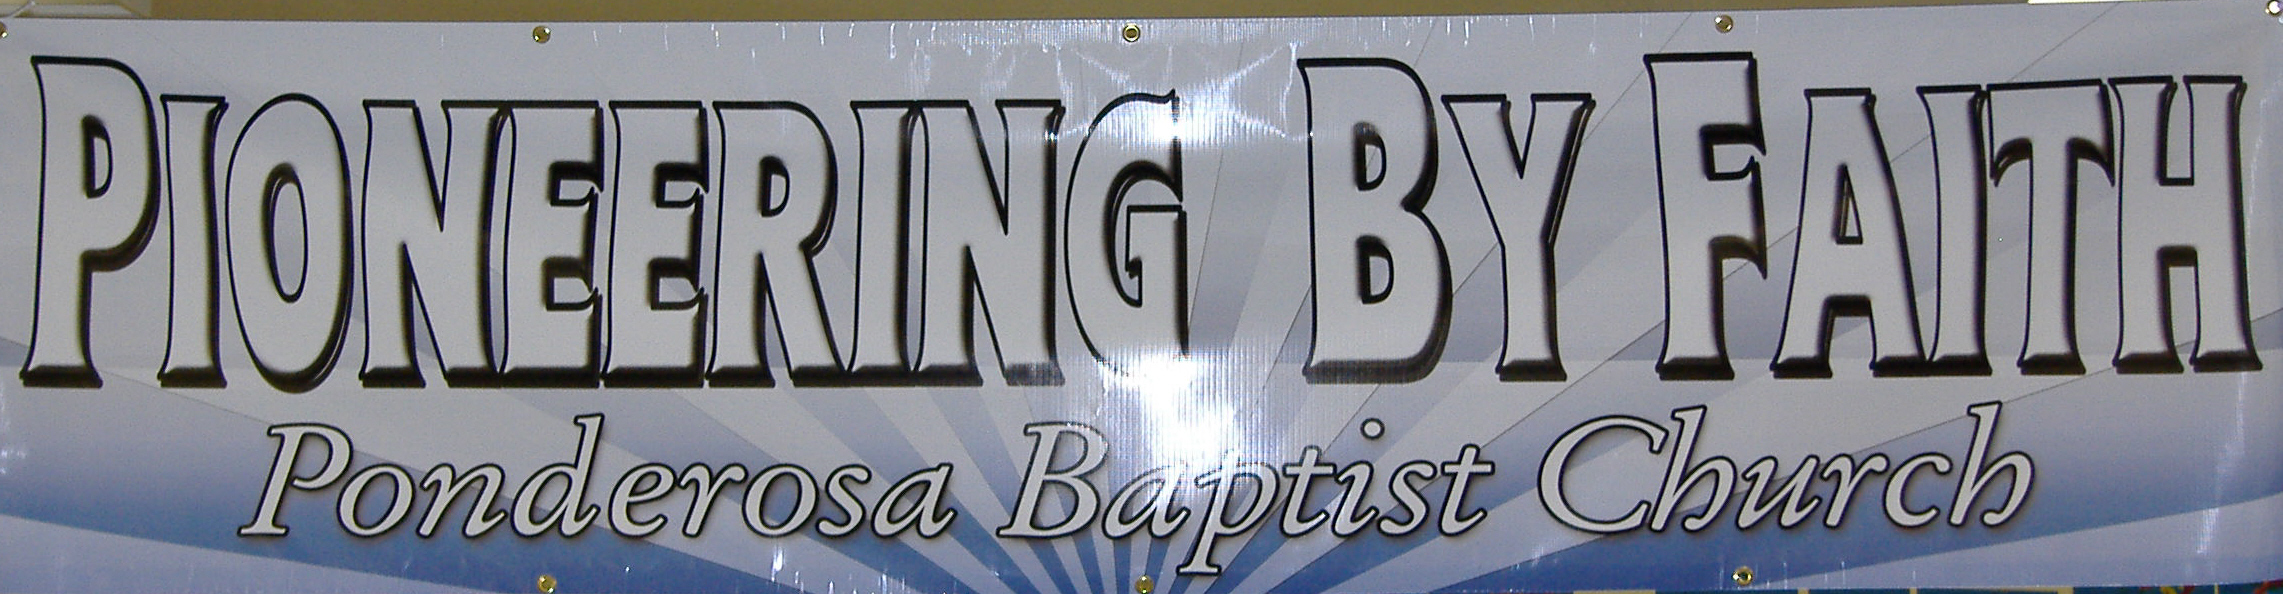 PIONEERING BY FAITH
Ponderosa Baptist Church